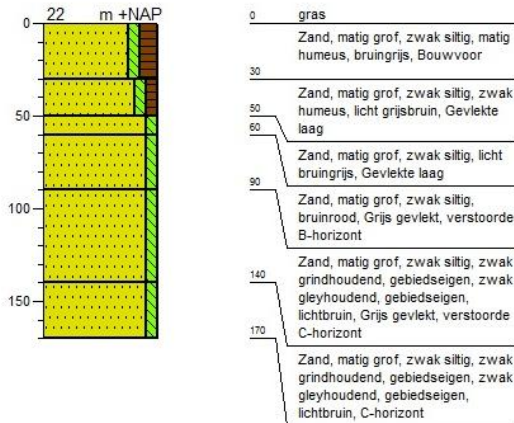 22 m +NAP
0
50
100
150
0 gras
Zand, matig grof, zwak siltig, matig
humeus, bruingrijs, Bouwvoor
30
Zand, matig grof, zwak siltig, zwak
humeus, licht grijsbruin, Gevlekte
laag
50
60
Zand, matig grof, zwak siltig, licht
bruingrijs, Gevlekte laag
90
Zand, matig grof, zwak siltig,
bruinrood, Grijs gevlekt, verstoorde
B-horizont
140
Zand, matig grof, zwak siltig, zwak
grindhoudend, gebiedseigen, zwak
gleyhoudend, gebiedseigen,
lichtbruin, Grijs gevlekt, verstoorde
C-horizont
170
Zand, matig grof, zwak siltig, zwak
grindhoudend, gebiedseigen, zwak
gleyhoudend, gebiedseigen,
lichtbruin, C-horizont